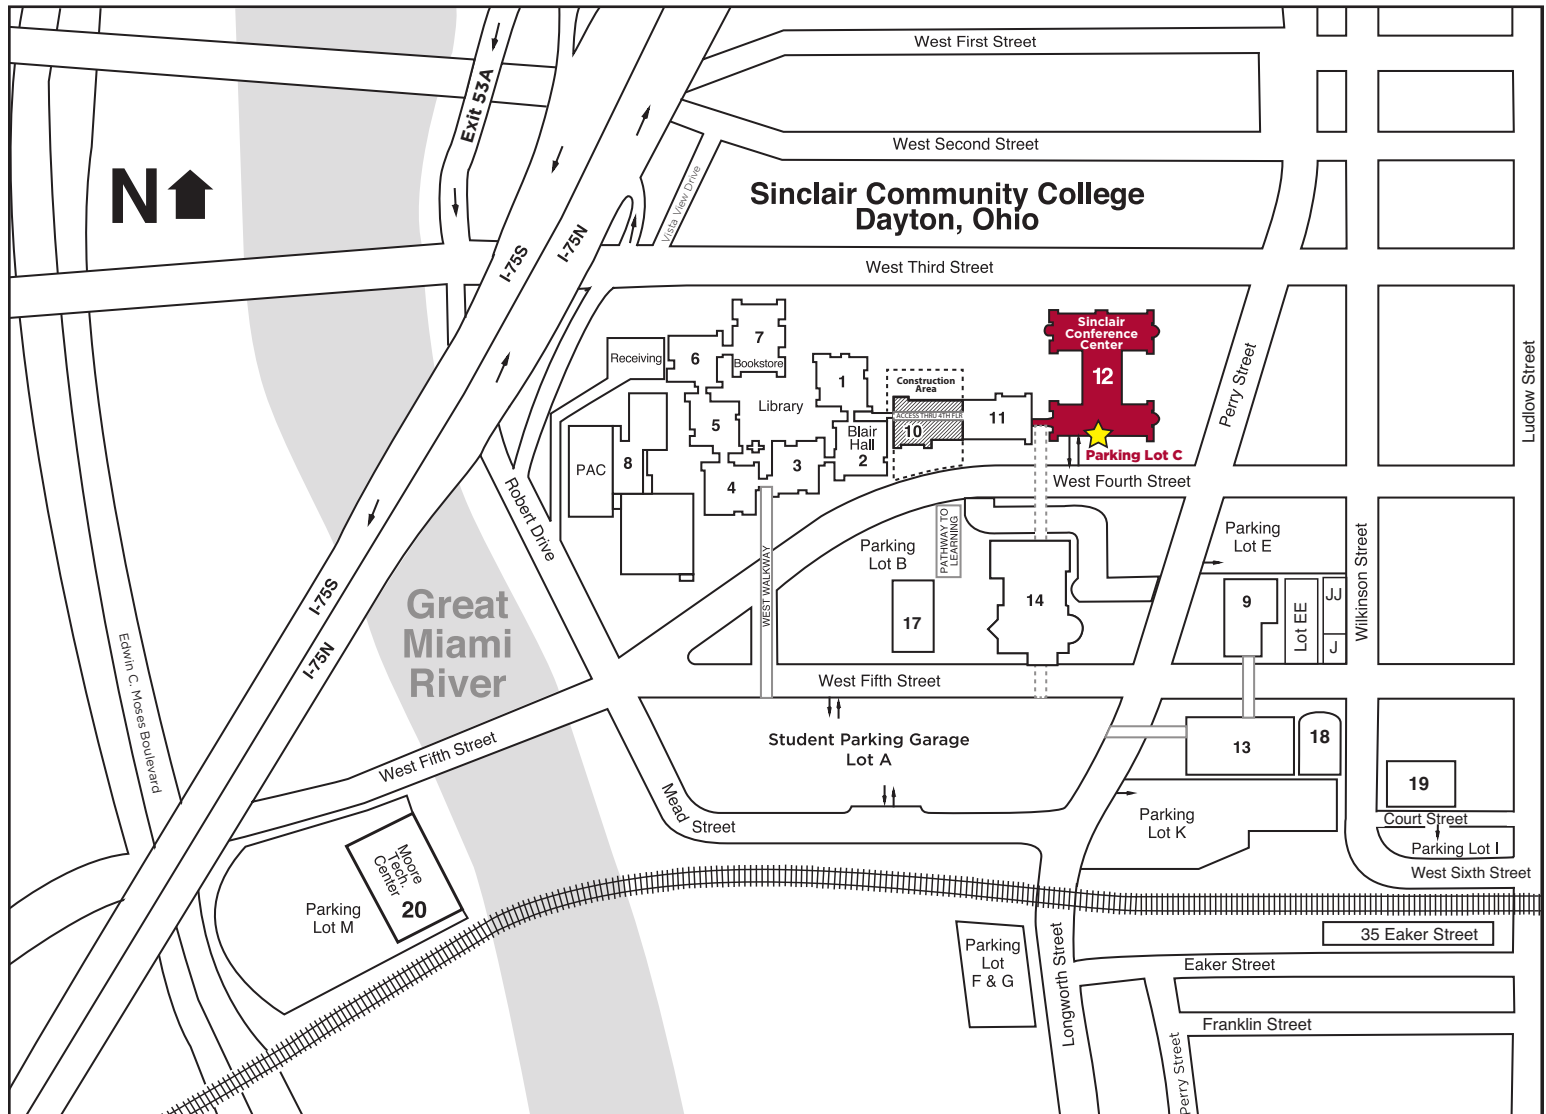 West First Street
Exit 53A
West Second Street
N
Vista View Drive
Sinclair Community College
Dayton, Ohio
I-75S
I-75N
West Third Street
Sinclair
Conference
Center
12
7
Bookstore
6
Receiving
1
Construction
Area
Library
ACCESS THRU 4TH FLR
5
11
10
Blair
Hall
2
Perry Street
Ludlow Street
Parking Lot C
PAC
8
3
4
West Fourth Street
Robert Drive
Parking
Lot B
PATHWAY TO
LEARNING
Parking
Lot E
Wilkinson Street
WEST WALKWAY
I-75S
I-75N
Great
Miami
River
14
17
9
Lot EE
JJ
J
Edwin C. Moses Boulevard
West Fifth Street
West Fifth Street
Student Parking Garage
Lot A
13
18
19
Mead Street
Parking
Lot K
Court Street
Parking Lot I
West Sixth Street
Moore
Tech.
Center
20
Parking
Lot M
35 Eaker Street
Parking
Lot
F & G
Longworth Street
Eaker Street
Franklin Street
Perry Street